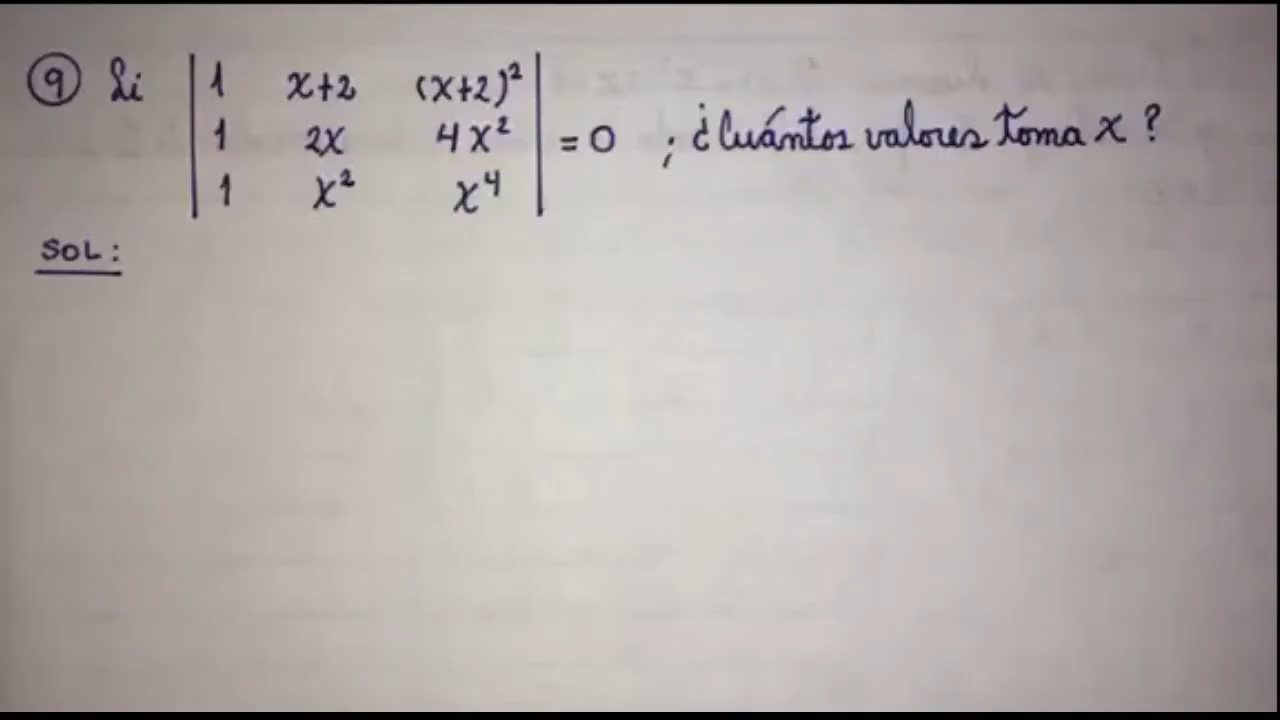 ⑨ Si | 1 x+2 (x+2)² |
| 1 2x 4x² | = 0 ; ¿Cuántos valores toma x?
| 1 x² x⁴ |
SOL: